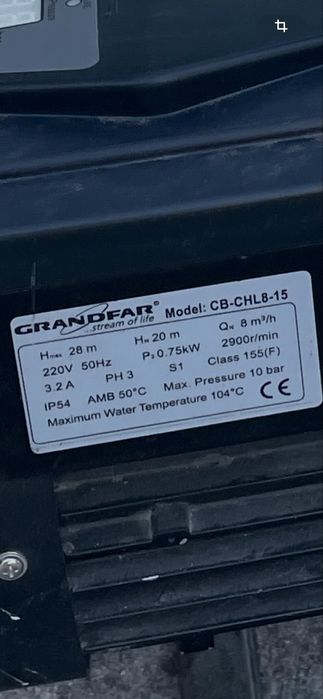 GRANDFAR® Model: CB-CHL8-15
...stream of life
Hmax 28 m HN 20 m QN 8 m³/h
220V 50Hz P2 0.75kW 2900r/min
3.2 A PH 3 S1 Class 155(F)
IP54 AMB 50°C Max. Pressure 10 bar
Maximum Water Temperature 104°C CE